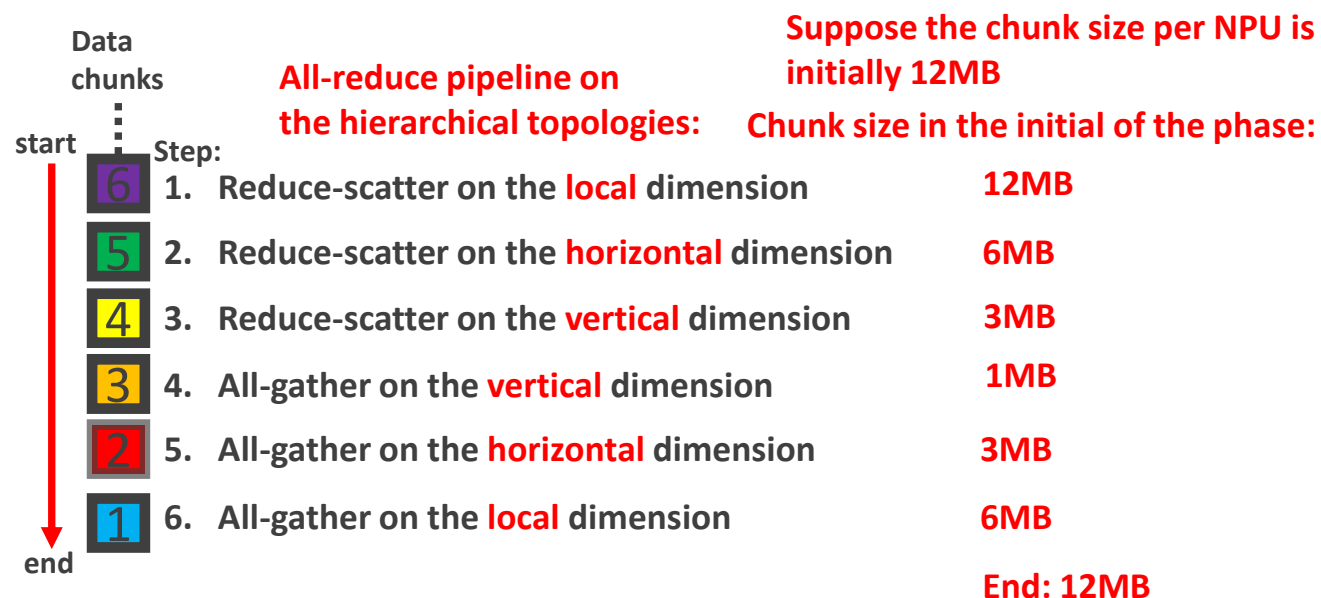 Data
chunks
All-reduce pipeline on
the hierarchical topologies:
Suppose the chunk size per NPU is
initially 12MB
Chunk size in the initial of the phase:
start
Step:
6 1. Reduce-scatter on the local dimension 12MB
5 2. Reduce-scatter on the horizontal dimension 6MB
4 3. Reduce-scatter on the vertical dimension 3MB
3 4. All-gather on the vertical dimension 1MB
2 5. All-gather on the horizontal dimension 3MB
1 6. All-gather on the local dimension 6MB
end
End: 12MB